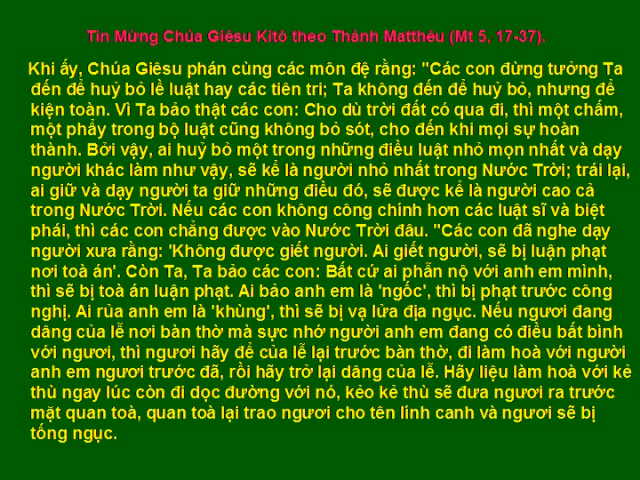 Tin Mừng Chúa Giêsu Kitô theo Thánh Matthêu (Mt 5, 17-37).
Khi ấy, Chúa Giêsu phán cùng các môn đệ rằng: "Các con đừng tưởng Ta
đến để huỷ bỏ lề luật hay các tiên tri; Ta không đến để huỷ bỏ, nhưng để
kiện toàn. Vì Ta bảo thật các con: Cho dù trời đất có qua đi, thì một chấm,
một phẩy trong bộ luật cũng không bỏ sót, cho đến khi mọi sự hoàn
thành. Bởi vậy, ai huỷ bỏ một trong những điều luật nhỏ mọn nhất và dạy
người khác làm như vậy, sẽ kể là người nhỏ nhất trong Nước Trời; trái lại,
ai giữ và dạy người ta giữ những điều đó, sẽ được kể là người cao cả
trong Nước Trời. Nếu các con không công chính hơn các luật sĩ và biệt
phái, thì các con chẳng được vào Nước Trời đâu. "Các con đã nghe dạy
người xưa rằng: 'Không được giết người. Ai giết người, sẽ bị luận phạt
nơi toà án'. Còn Ta, Ta bảo các con: Bất cứ ai phẫn nộ với anh em mình,
thì sẽ bị toà án luận phạt. Ai bảo anh em là 'ngốc', thì bị phạt trước công
nghị. Ai rủa anh em là 'khùng', thì sẽ bị vạ lửa địa ngục. Nếu ngươi đang
dâng của lễ nơi bàn thờ mà sực nhớ người anh em đang có điều bất bình
với ngươi, thì ngươi hãy để của lễ lại trước bàn thờ, đi làm hoà với người
anh em ngươi trước đã, rồi hãy trở lại dâng của lễ. Hãy liệu làm hoà với kẻ
thù ngay lúc còn đi dọc đường với nó, kẻo kẻ thù sẽ đưa ngươi ra trước
mặt quan toà, quan toà lại trao ngươi cho tên lính canh và ngươi sẽ bị
tống ngục.